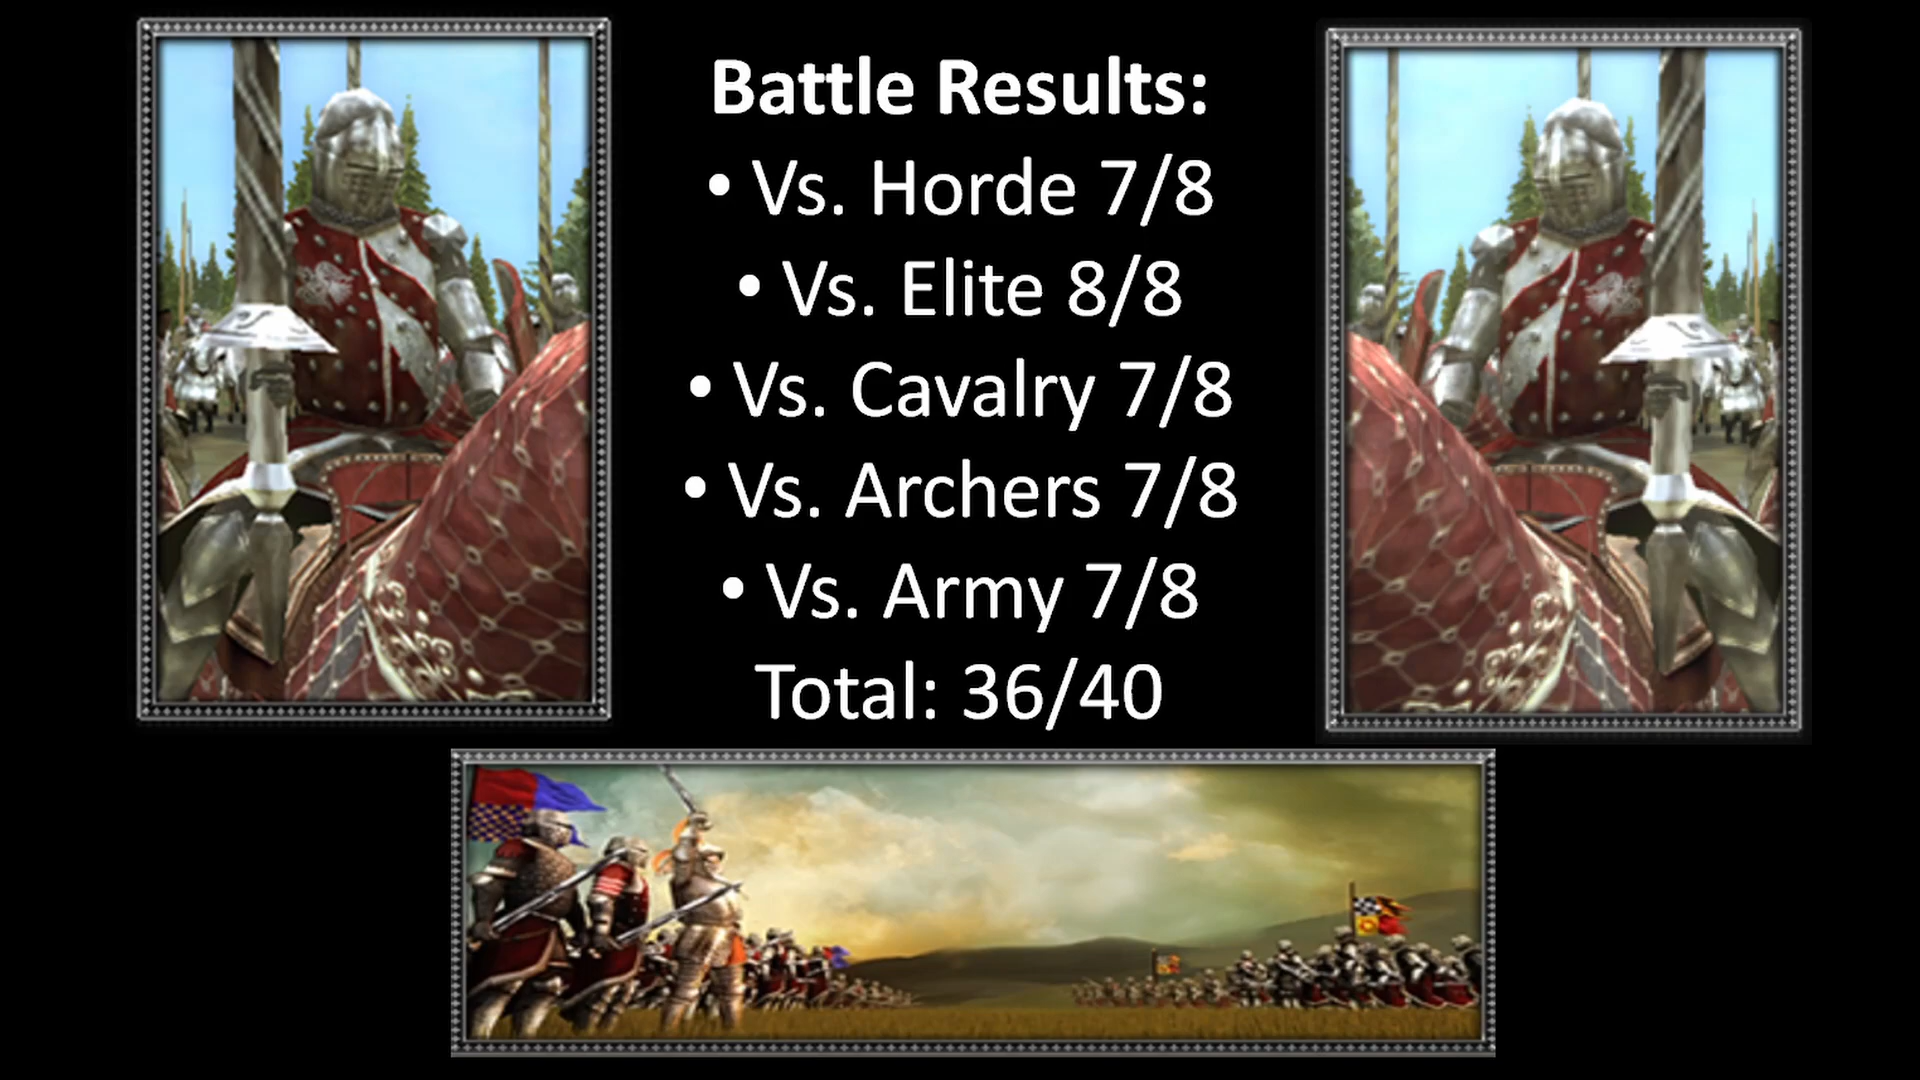 Battle Results:
• Vs. Horde 7/8
• Vs. Elite 8/8
• Vs. Cavalry 7/8
• Vs. Archers 7/8
• Vs. Army 7/8
Total: 36/40